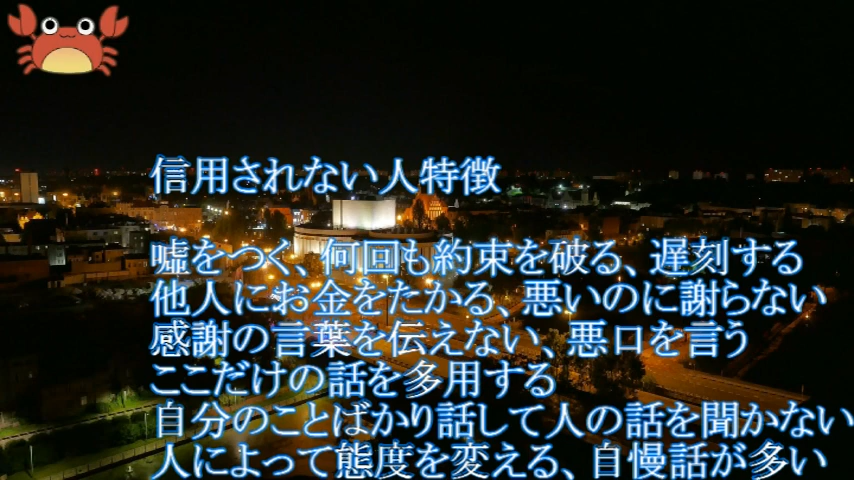 信用されない人特徴
嘘をつく、何回も約束を破る、遅刻する
他人にお金をたかる、悪いのに謝らない
感謝の言葉を伝えない、悪口を言う
ここだけの話を多用する
自分のことばかり話して人の話を聞かない
人によって態度を変える、自慢話が多い